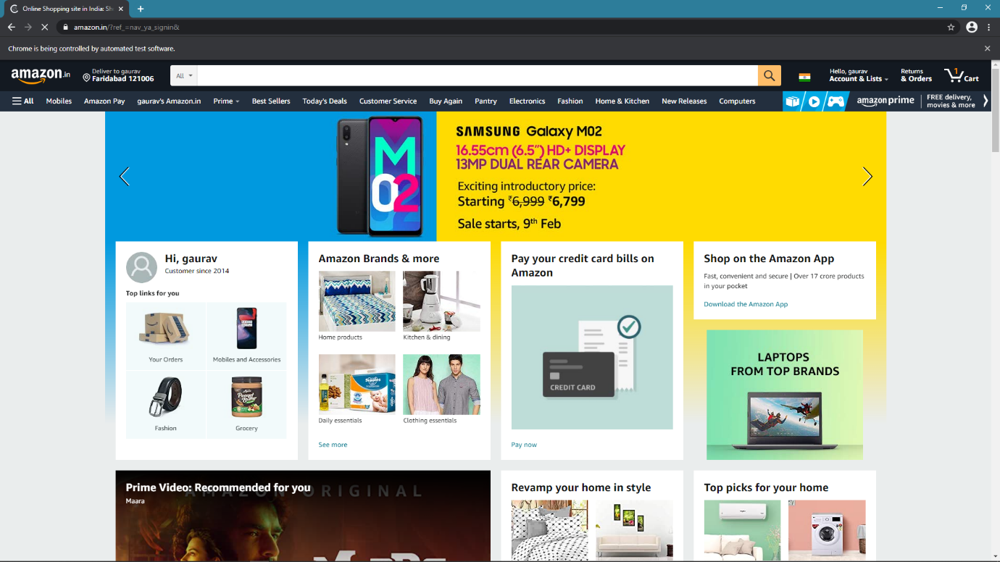 Online Shopping site in India: Sh
amazon.in/?ref_=nav_ya_signin&
Chrome is being controlled by automated test software.
amazon.in
Deliver to gaurav
Faridabad 121006
All
Hello, gaurav
Account & Lists
Returns
& Orders
1
Cart
All
Mobiles
Amazon Pay
gaurav's Amazon.in
Prime
Best Sellers
Today's Deals
Customer Service
Buy Again
Pantry
Electronics
Fashion
Home & Kitchen
New Releases
Computers
amazon prime
FREE delivery,
movies & more
M
02
SAMSUNG Galaxy M02
16.55cm (6.5") HD+ DISPLAY
13MP DUAL REAR CAMERA
Exciting introductory price:
Starting ₹6,999 ₹6,799
Sale starts, 9th Feb
Hi, gaurav
Customer since 2014
Top links for you
Your Orders
Mobiles and Accessories
Peanut
Butter
Fashion
Grocery
Amazon Brands & more
Home products
Kitchen & dining
Supples
Daily essentials
Clothing essentials
See more
Pay your credit card bills on
Amazon
CREDIT CARD
Pay now
Shop on the Amazon App
Fast, convenient and secure | Over 17 crore products
in your pocket
Download the Amazon App
LAPTOPS
FROM TOP BRANDS
Prime Video: Recommended for you
Maara
AMAZON ORIGINAL
Revamp your home in style
Top picks for your home